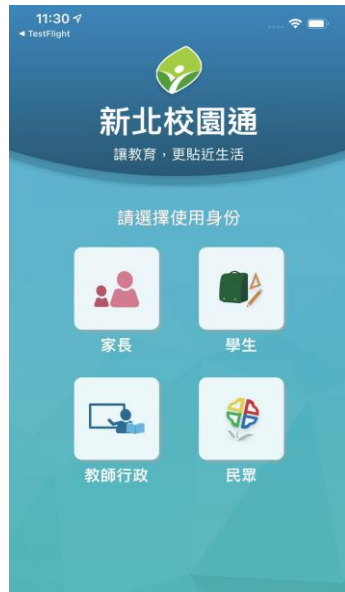 11:30
◀ TestFlight
新北校園通
讓教育，更貼近生活
請選擇使用身份
家長
學生
教師行政
民眾